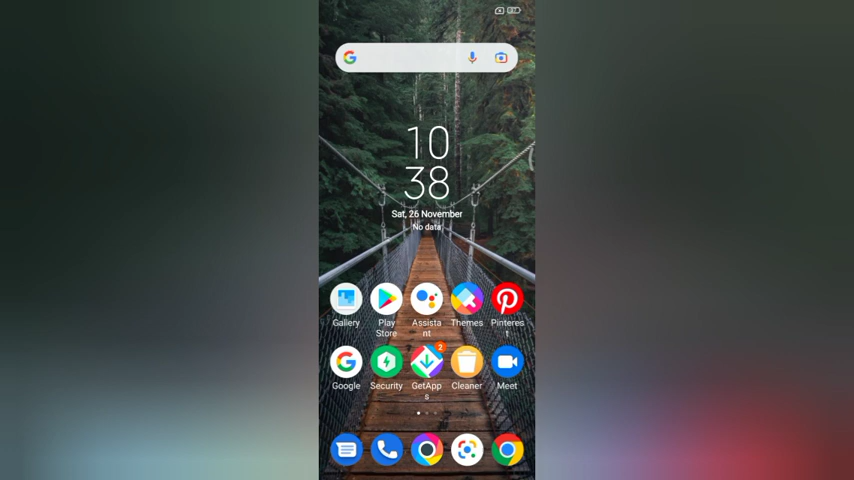 10
38
Sat, 26 November
No data
Gallery
Play
Store
Assista
nt
Themes
Pinteres
t
Google
Security
2
GetApp
s
Cleaner
Meet